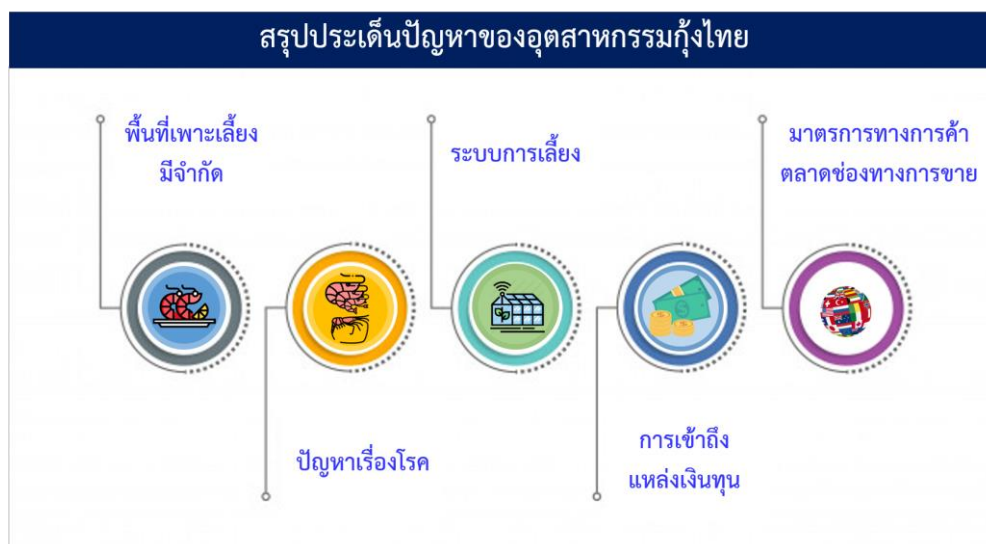 สรุปประเด็นปัญหาของอุตสาหกรรมกุ้งไทย
พื้นที่เพาะเลี้ยง
มีจำกัด
ปัญหาเรื่องโรค
ระบบการเลี้ยง
การเข้าถึง
แหล่งเงินทุน
มาตรการทางการค้า
ตลาดช่องทางการขาย